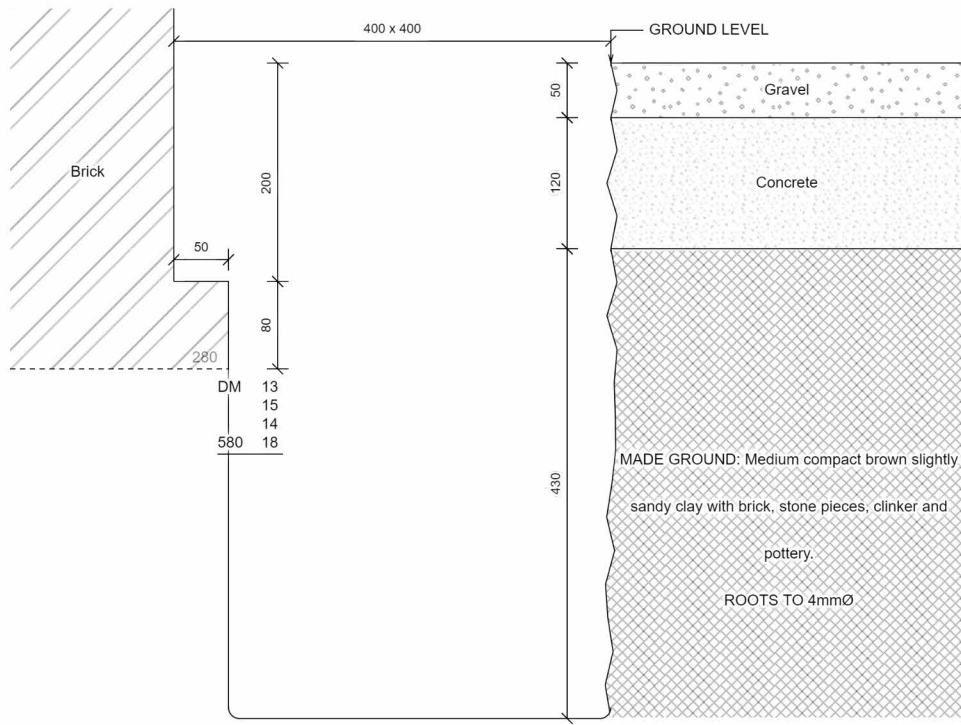 400 x 400
GROUND LEVEL
50
Gravel
Brick
200
120
Concrete
50
80
280
DM 13
15
14
580 18
430
MADE GROUND: Medium compact brown slightly
sandy clay with brick, stone pieces, clinker and
pottery.
ROOTS TO 4mmØ